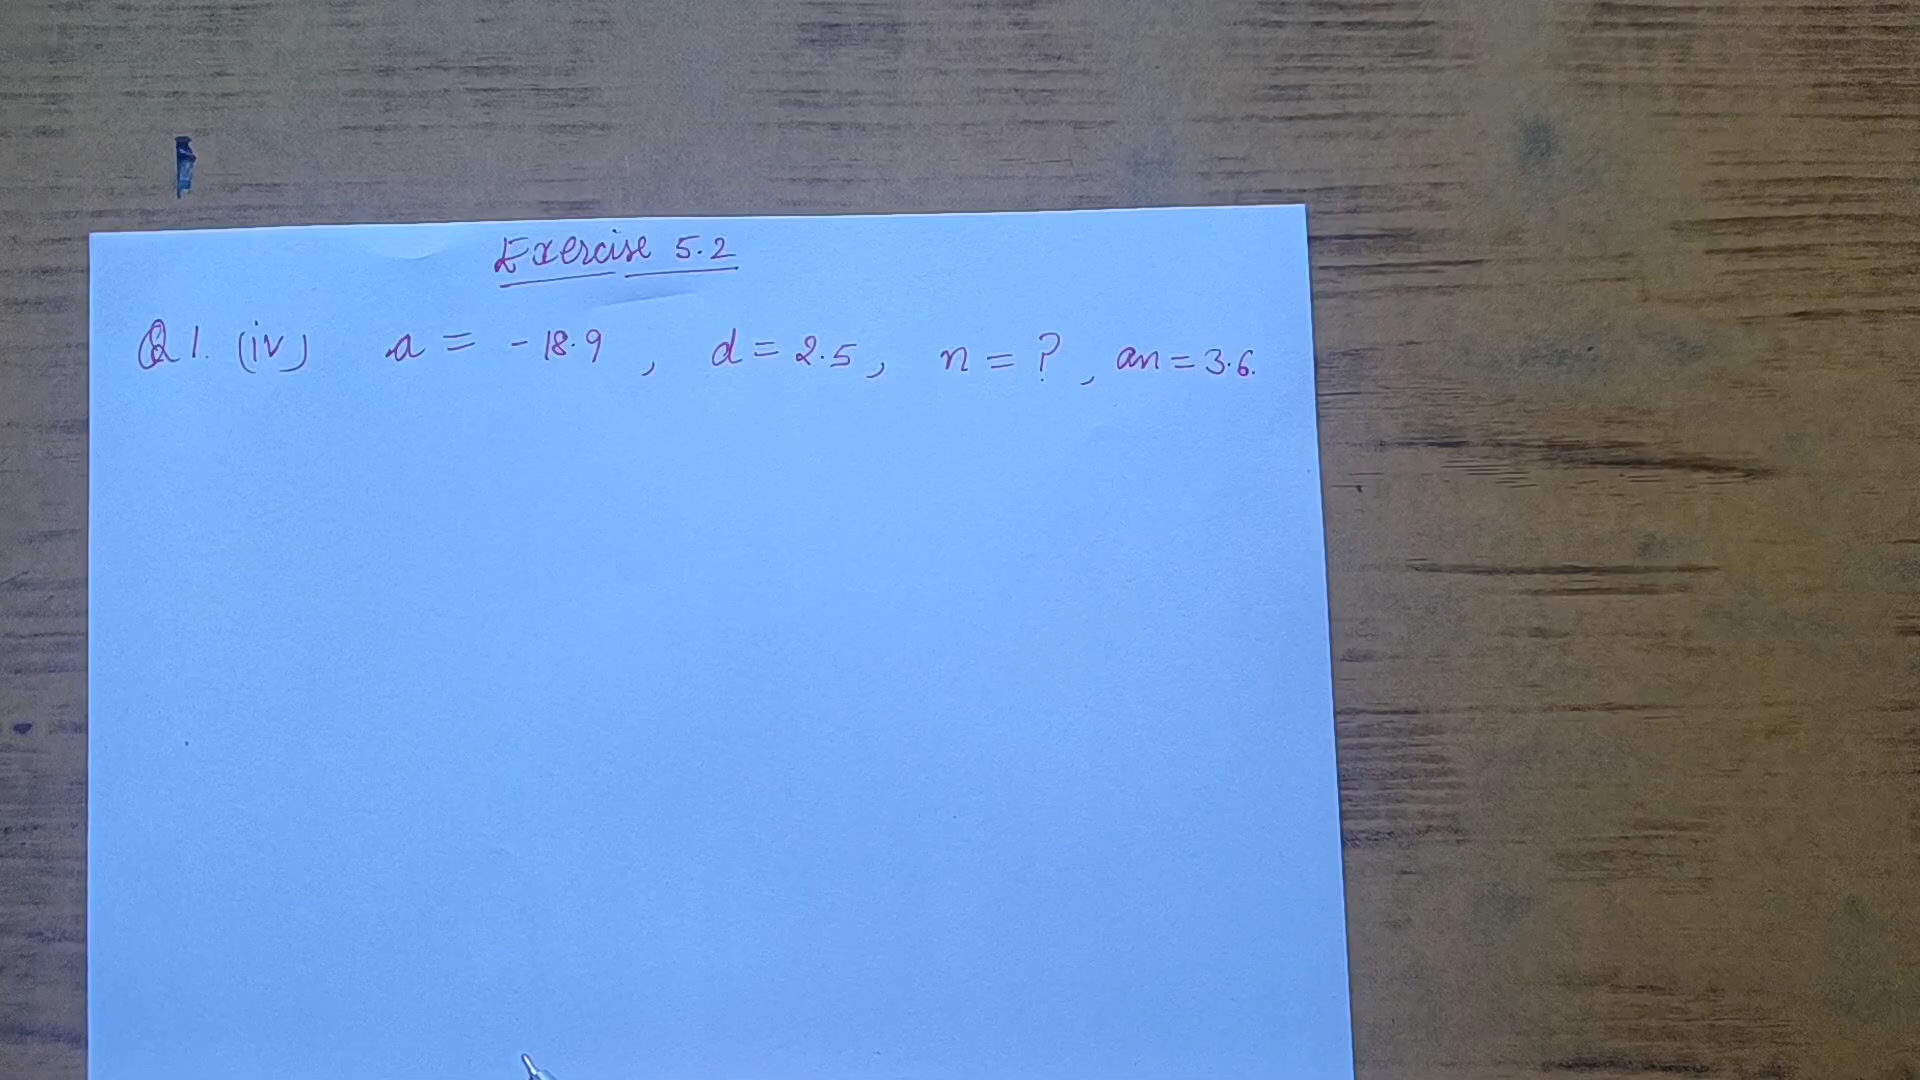 Exercise 5.2
Q1. (iv) a = -18.9, d = 2.5, n = ?, an = 3.6.